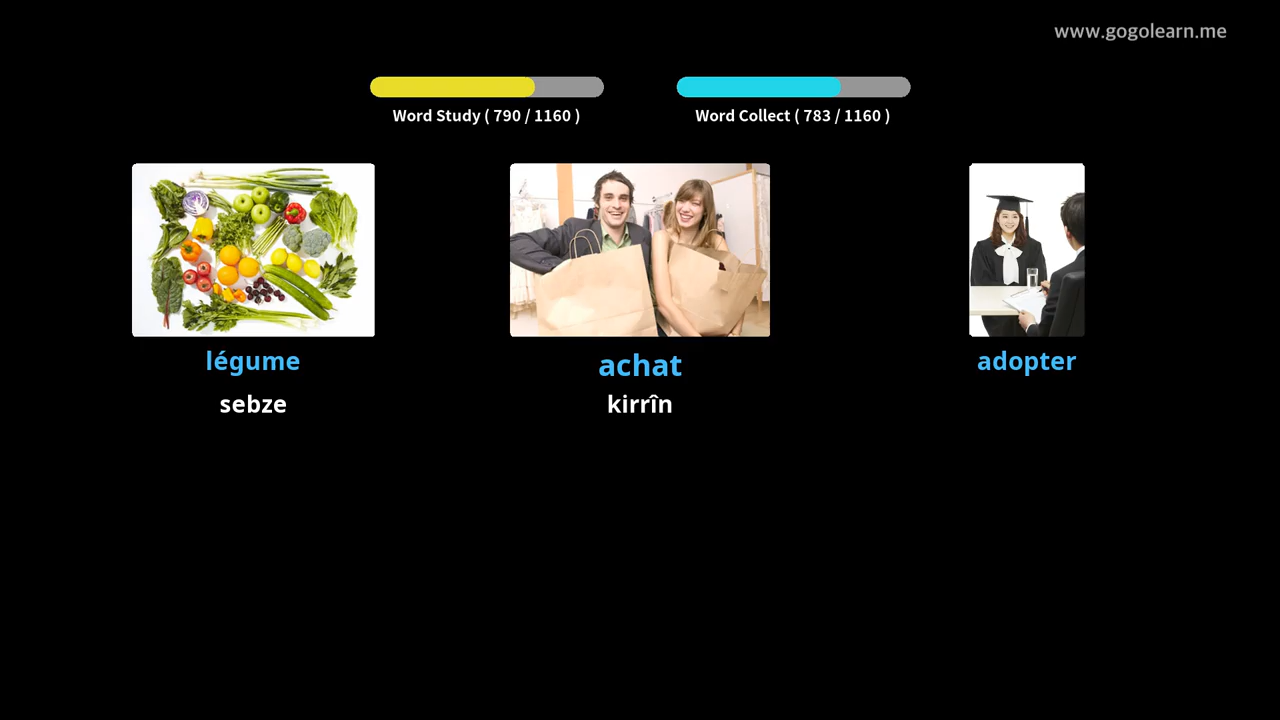 www.gogolearn.me
Word Study ( 790 / 1160 )
Word Collect ( 783 / 1160 )
légume
achat
adopter
sebze
kirrîn